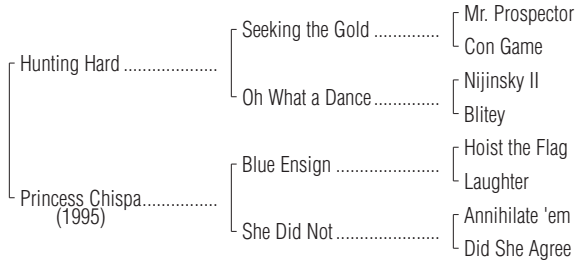 Mr. Prospector
Seeking the Gold ..............
Con Game
Hunting Hard ....................
Nijinsky II
Oh What a Dance..............
Blitey
Hoist the Flag
Blue Ensign ................
Laughter
Princess Chispa................
(1995)
Annihilate 'em
She Did Not......................
Did She Agree